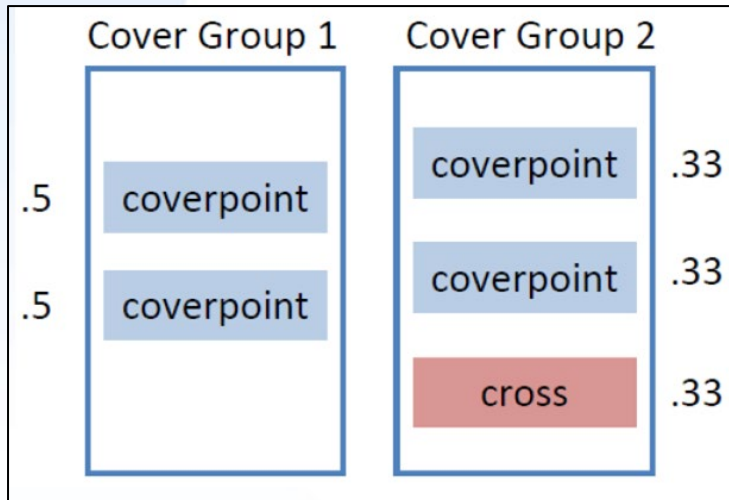 Cover Group 1
.5
coverpoint
.5
coverpoint
Cover Group 2
coverpoint
.33
coverpoint
.33
cross
.33